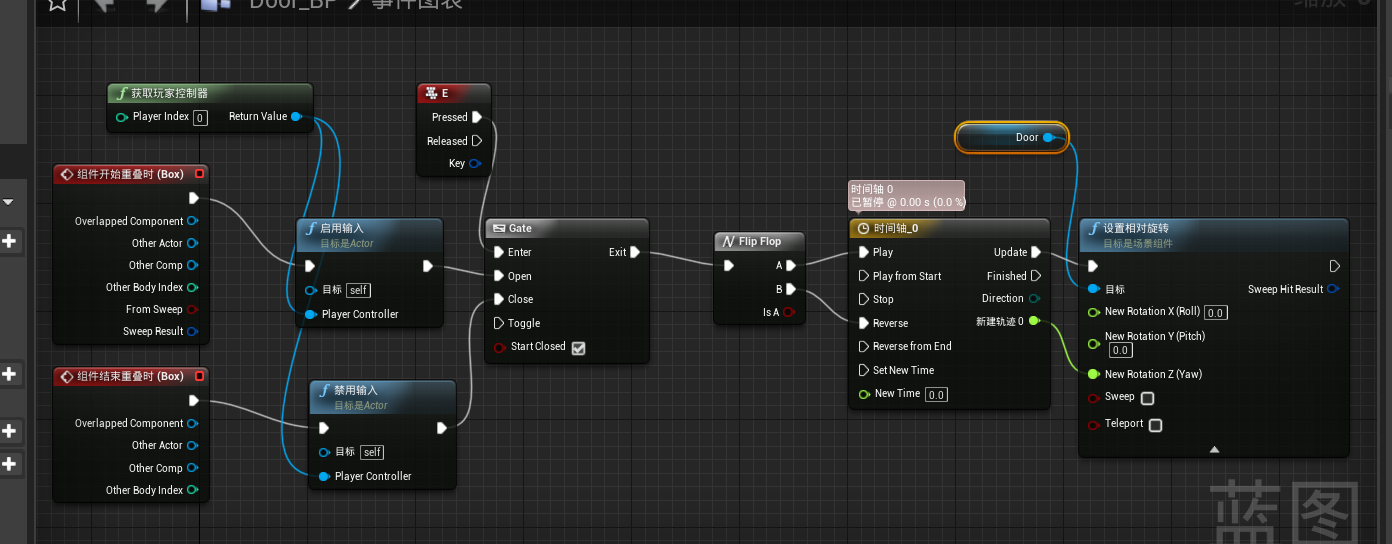 Door_BP
事件图表
缩放
获取玩家控制器
Player Index 0
Return Value
E
Pressed
Released
Key
Door
组件开始重叠时 (Box)
Overlapped Component
Other Actor
Other Comp
Other Body Index
From Sweep
Sweep Result
启用输入
目标是Actor
目标 self
Player Controller
Gate
Enter
Exit
Open
Close
Toggle
Start Closed
Flip Flop
A
B
Is A
时间轴 0
已暂停 @ 0.00 s (0.0 %)
时间轴_0
Play
Update
Play from Start
Finished
Stop
Direction
Reverse
新建轨迹 0
Reverse from End
Set New Time
New Time 0.0
设置相对旋转
目标是场景组件
目标
Sweep Hit Result
New Rotation X (Roll) 0.0
New Rotation Y (Pitch)
0.0
New Rotation Z (Yaw)
Sweep
Teleport
组件结束重叠时 (Box)
Overlapped Component
Other Actor
Other Comp
Other Body Index
禁用输入
目标是Actor
目标 self
Player Controller
蓝图